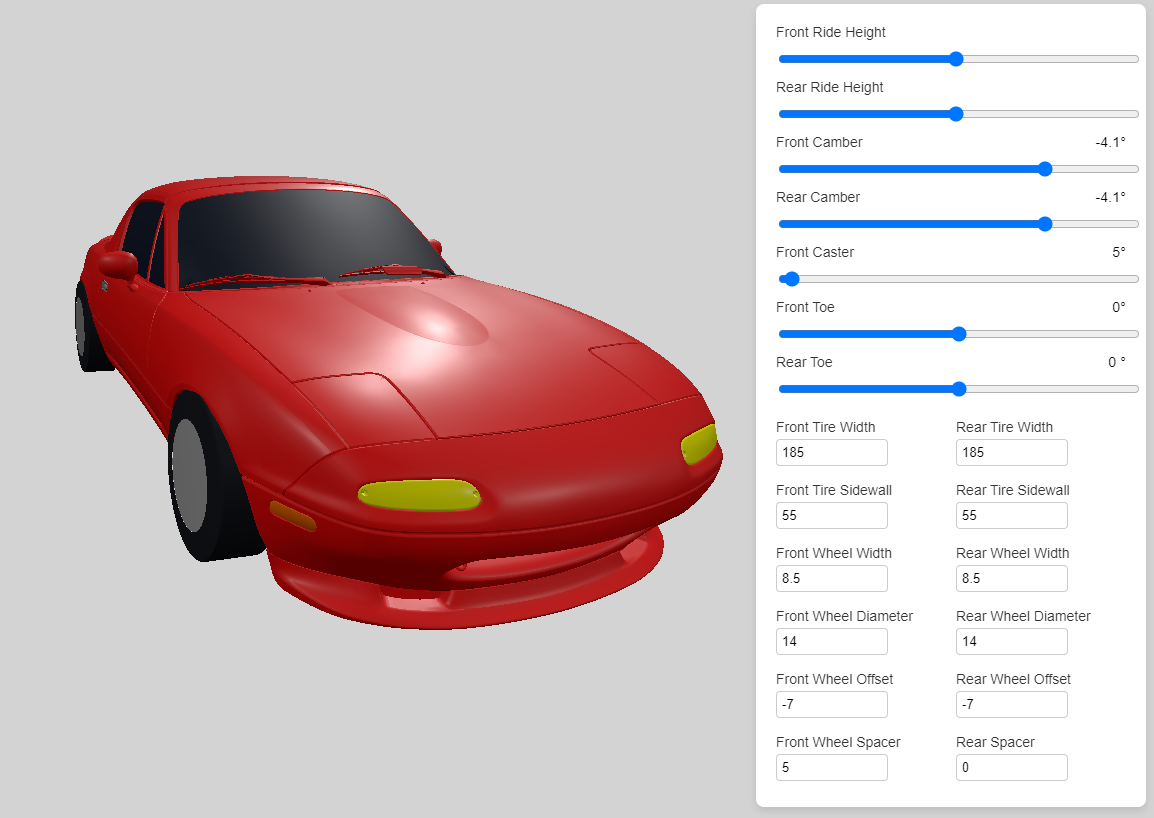 Front Ride Height
Rear Ride Height
Front Camber -4.1°
Rear Camber -4.1°
Front Caster 5°
Front Toe 0°
Rear Toe 0 °
Front Tire Width Rear Tire Width
185 185
Front Tire Sidewall Rear Tire Sidewall
55 55
Front Wheel Width Rear Wheel Width
8.5 8.5
Front Wheel Diameter Rear Wheel Diameter
14 14
Front Wheel Offset Rear Wheel Offset
-7 -7
Front Wheel Spacer Rear Spacer
5 0